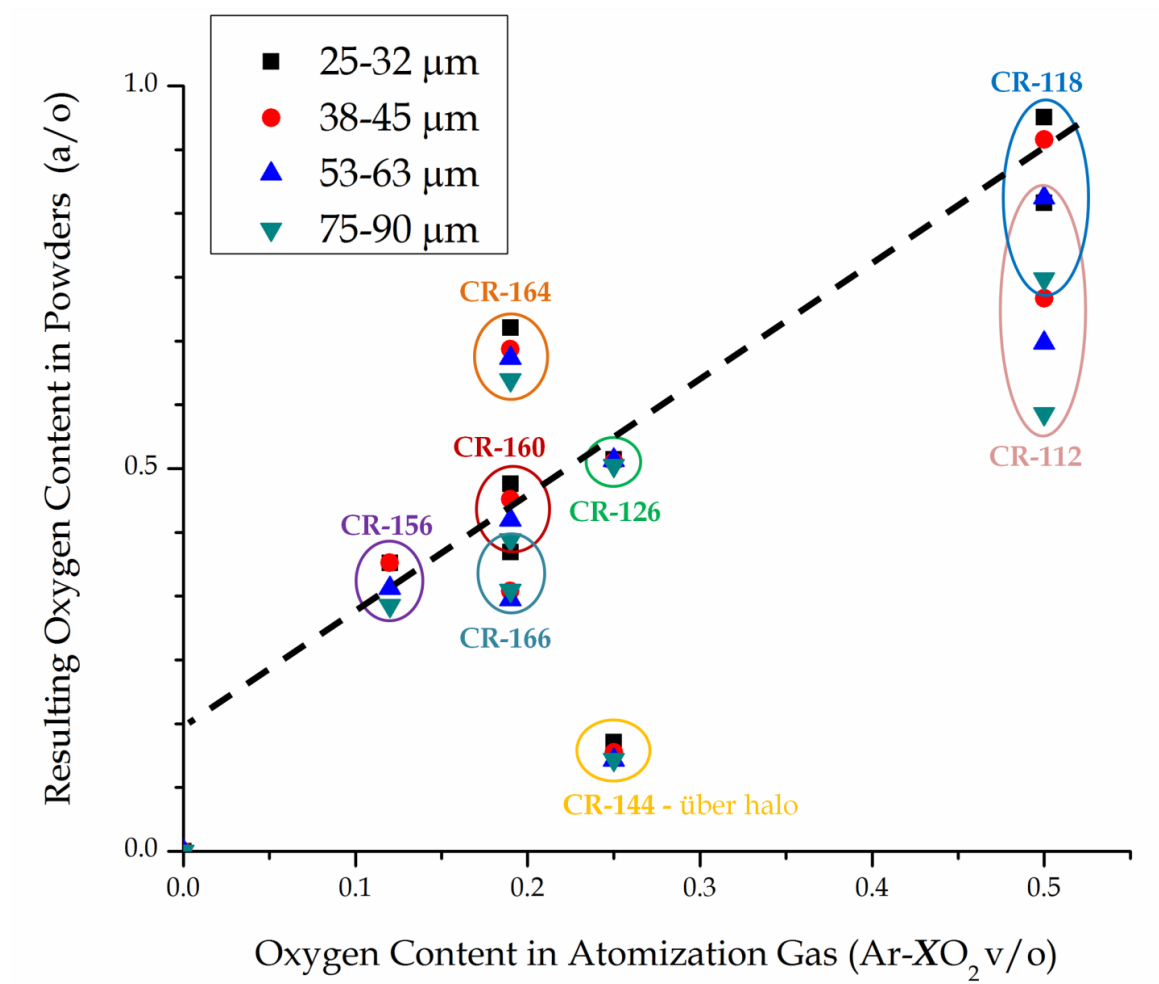 25-32 μm
38-45 μm
53-63 μm
75-90 μm
CR-118
CR-164
CR-160
CR-112
CR-126
CR-156
CR-166
CR-144 - über halo
Resulting Oxygen Content in Powders (a/o)
1.0
0.5
0.0
0.0 0.1 0.2 0.3 0.4 0.5
Oxygen Content in Atomization Gas (Ar-XO2 v/o)